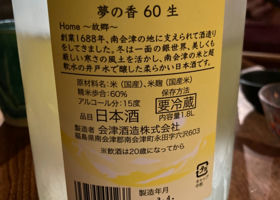 夢の香 60 生
Home 〜故郷〜
創業1688年、南会津の地に支えられて酒造り
をしてきました。冬は一面の銀世界、美しくも
厳しい寒さの風土を活かし、南会津の米と超
軟水の井戸水で醸した柔らかい日本酒です。
原材料名：米（国産）、米麹（国産米）
精米歩合：60%
アルコール分：15度
保存方法
要冷蔵
品目 日本酒
内容量1.8L
製造者 会津酒造株式会社
福島県南会津郡南会津町永田字穴沢603
※飲酒は20歳になってから
製造年月